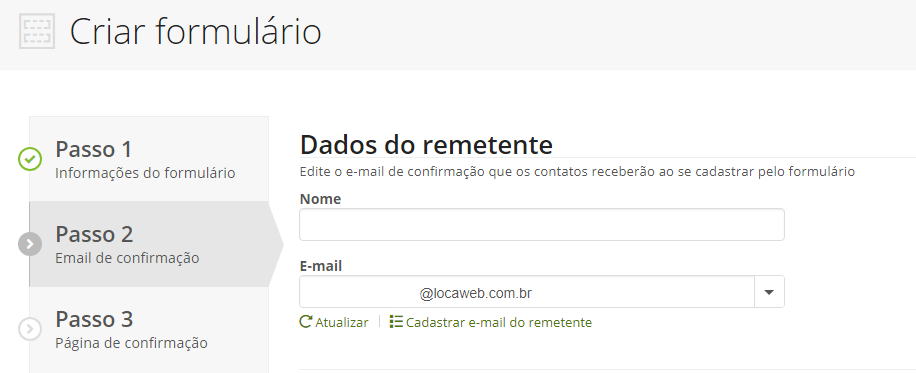 Criar formulário
Passo 1
Informações do formulário
Passo 2
Email de confirmação
Passo 3
Página de confirmação
Dados do remetente
Edite o e-mail de confirmação que os contatos receberão ao se cadastrar pelo formulário
Nome
E-mail
@locaweb.com.br
Atualizar | Cadastrar e-mail do remetente